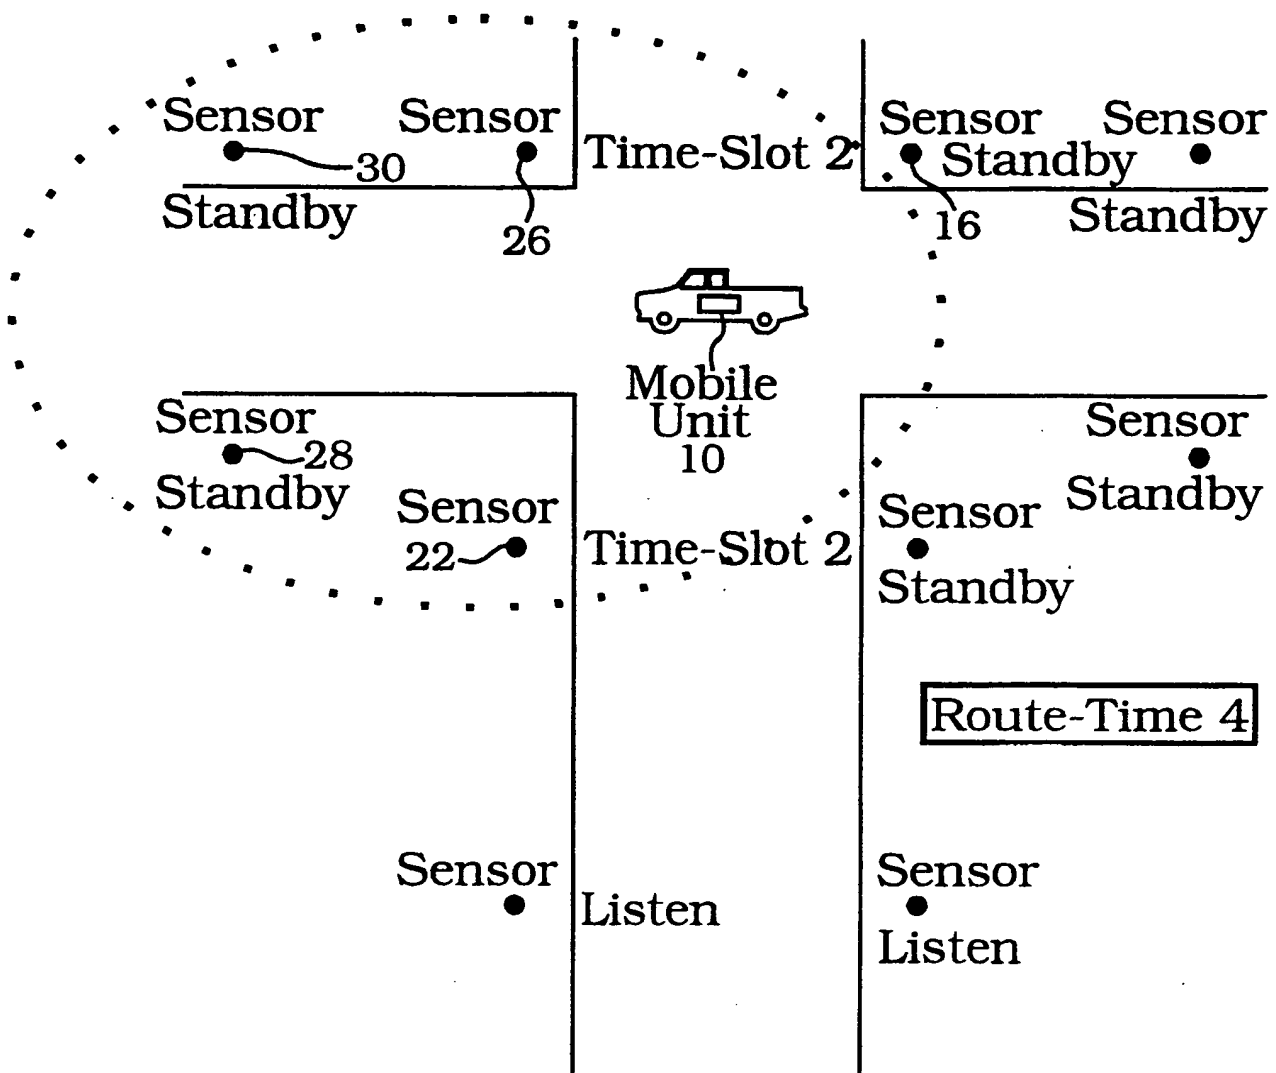 Sensor
Sensor
Time-Slot 2
Sensor
Sensor
30
Standby
Standby
26
16
Standby
Mobile
Unit
10
Sensor
28
Standby
Sensor
Standby
Sensor
22
Time-Slot 2
Sensor
Standby
Route-Time 4
Sensor
Listen
Sensor
Listen